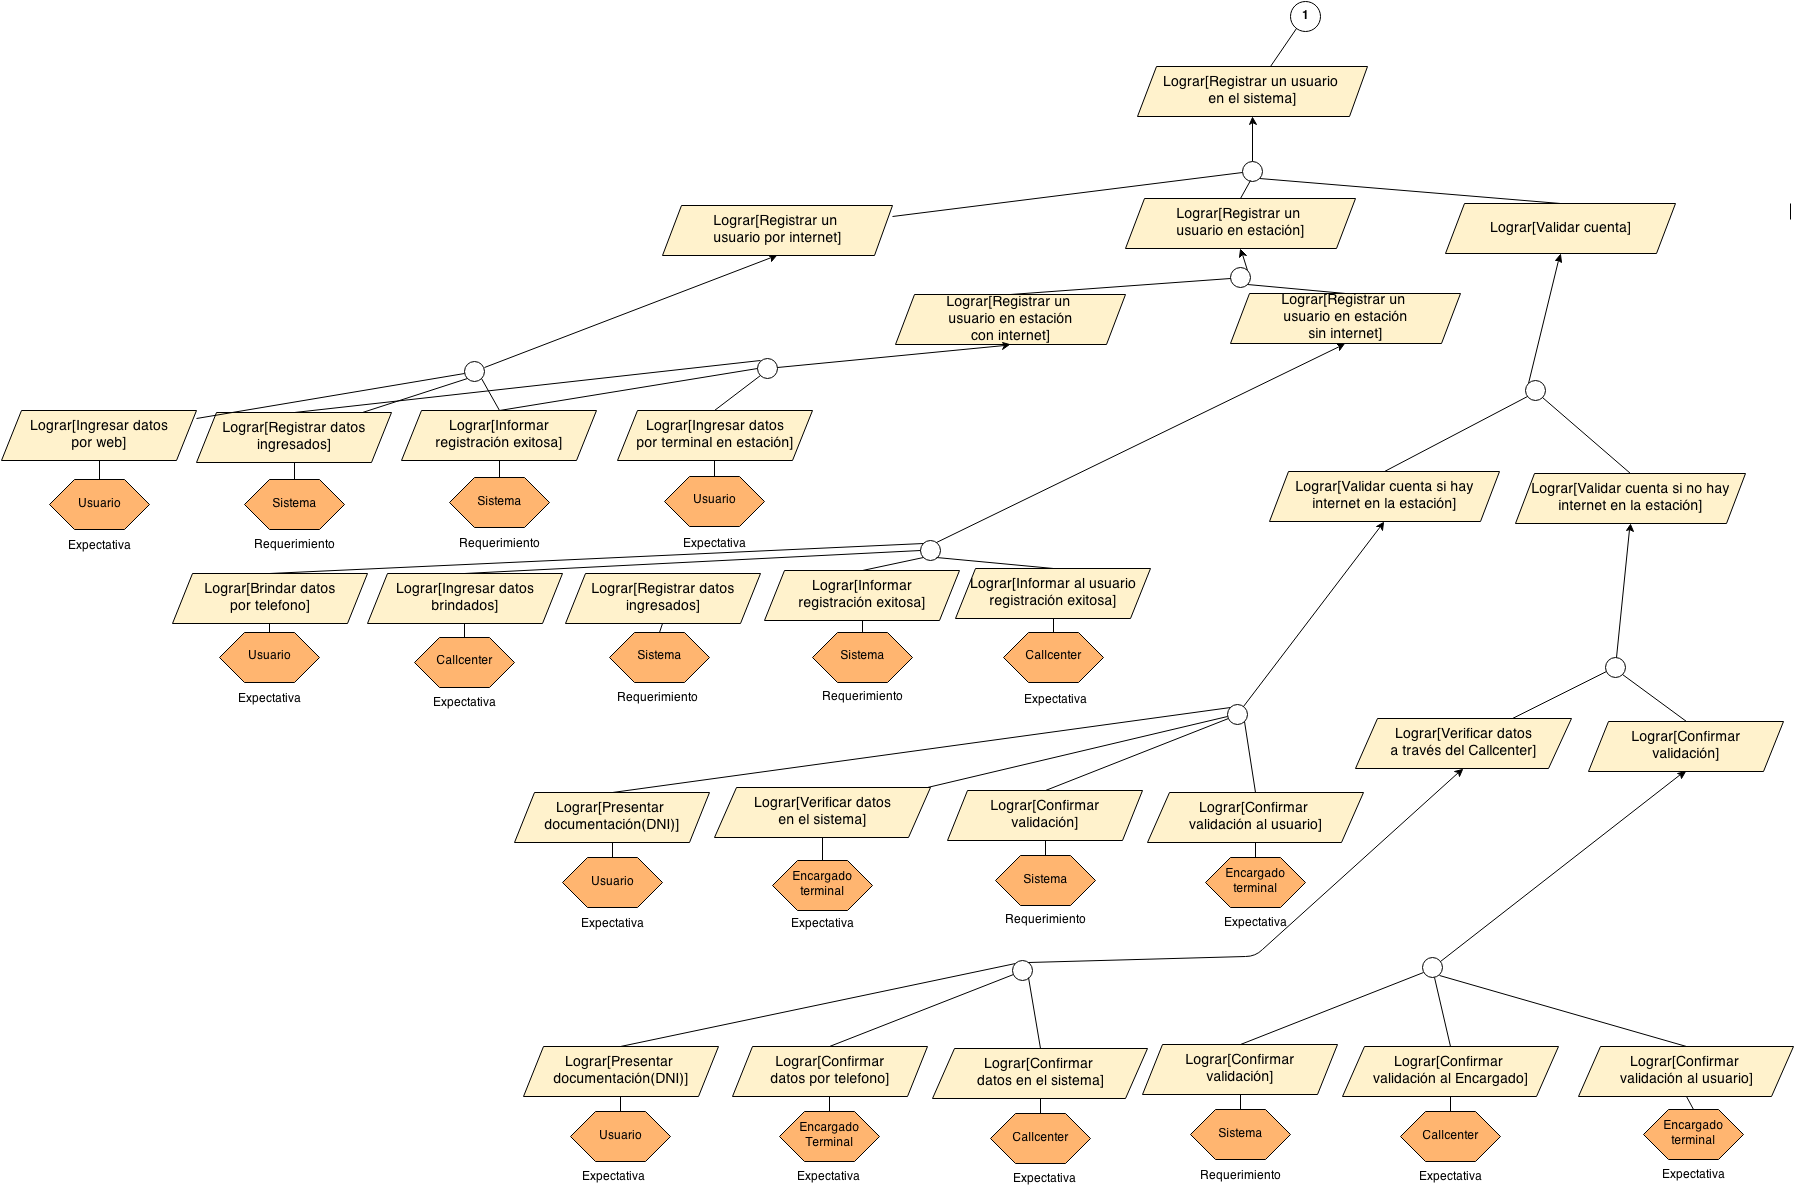 1
Lograr[Registrar un usuario
en el sistema]
Lograr[Registrar un
usuario por internet]
Lograr[Registrar un
usuario en estación]
Lograr[Validar cuenta]
Lograr[Registrar un
usuario en estación
con internet]
Lograr[Registrar un
usuario en estación
sin internet]
Lograr[Ingresar datos
por web]
Lograr[Registrar datos
ingresados]
Lograr[Informar
registración exitosa]
Lograr[Ingresar datos
por terminal en estación]
Usuario
Sistema
Sistema
Usuario
Expectativa
Requerimiento
Requerimiento
Expectativa
Lograr[Validar cuenta si hay
internet en la estación]
Lograr[Validar cuenta si no hay
internet en la estación]
Lograr[Brindar datos
por telefono]
Lograr[Ingresar datos
brindados]
Lograr[Registrar datos
ingresados]
Lograr[Informar
registración exitosa]
Lograr[Informar al usuario
registración exitosa]
Usuario
Callcenter
Sistema
Sistema
Callcenter
Expectativa
Expectativa
Requerimiento
Requerimiento
Expectativa
Lograr[Verificar datos
a través del Callcenter]
Lograr[Confirmar
validación]
Lograr[Presentar
documentación(DNI)]
Lograr[Verificar datos
en el sistema]
Lograr[Confirmar
validación]
Lograr[Confirmar
validación al usuario]
Usuario
Encargado
terminal
Sistema
Encargado
terminal
Expectativa
Expectativa
Requerimiento
Expectativa
Lograr[Presentar
documentación(DNI)]
Lograr[Confirmar
datos por telefono]
Lograr[Confirmar
datos en el sistema]
Lograr[Confirmar
validación]
Lograr[Confirmar
validación al Encargado]
Lograr[Confirmar
validación al usuario]
Usuario
Encargado
Terminal
Callcenter
Sistema
Callcenter
Encargado
terminal
Expectativa
Expectativa
Expectativa
Requerimiento
Expectativa
Expectativa